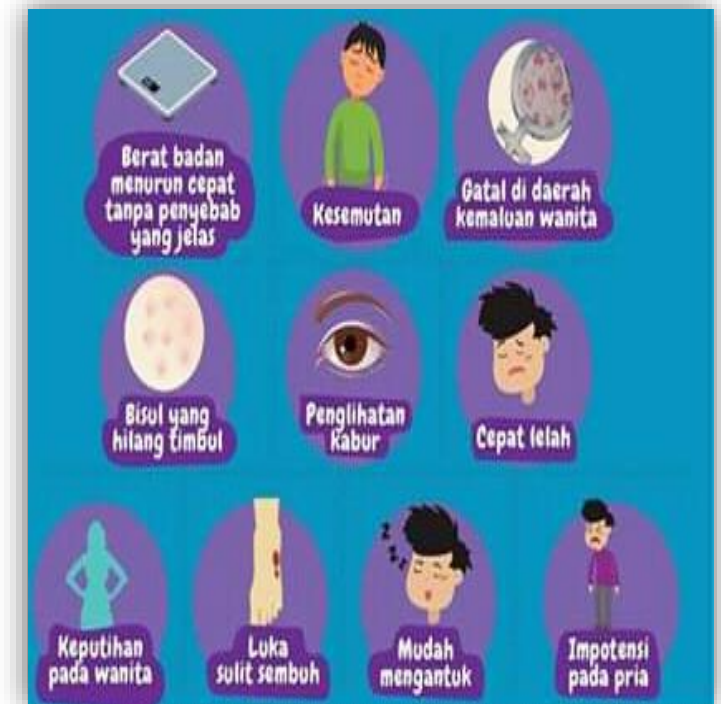 Berat badan
menurun cepat
tanpa penyebab
yang jelas
Kesemutan
Gatal di daerah
kemaluan wanita
Bisul yang
hilang timbul
Penglihatan
Kabur
Cepat lelah
Keputihan
pada wanita
Luka
sulit sembuh
Mudah
mengantuk
Impotensi
pada pria